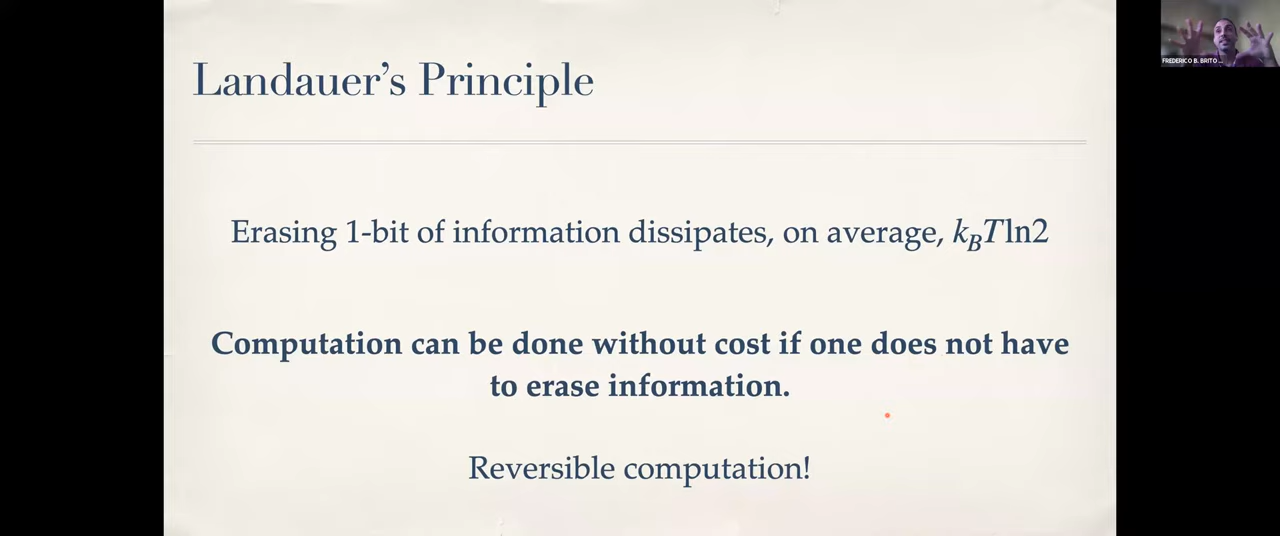 Landauer’s Principle
FREDERICO B. BRITO ...
Erasing 1-bit of information dissipates, on average, k_BTln2
Computation can be done without cost if one does not have
to erase information.
Reversible computation!